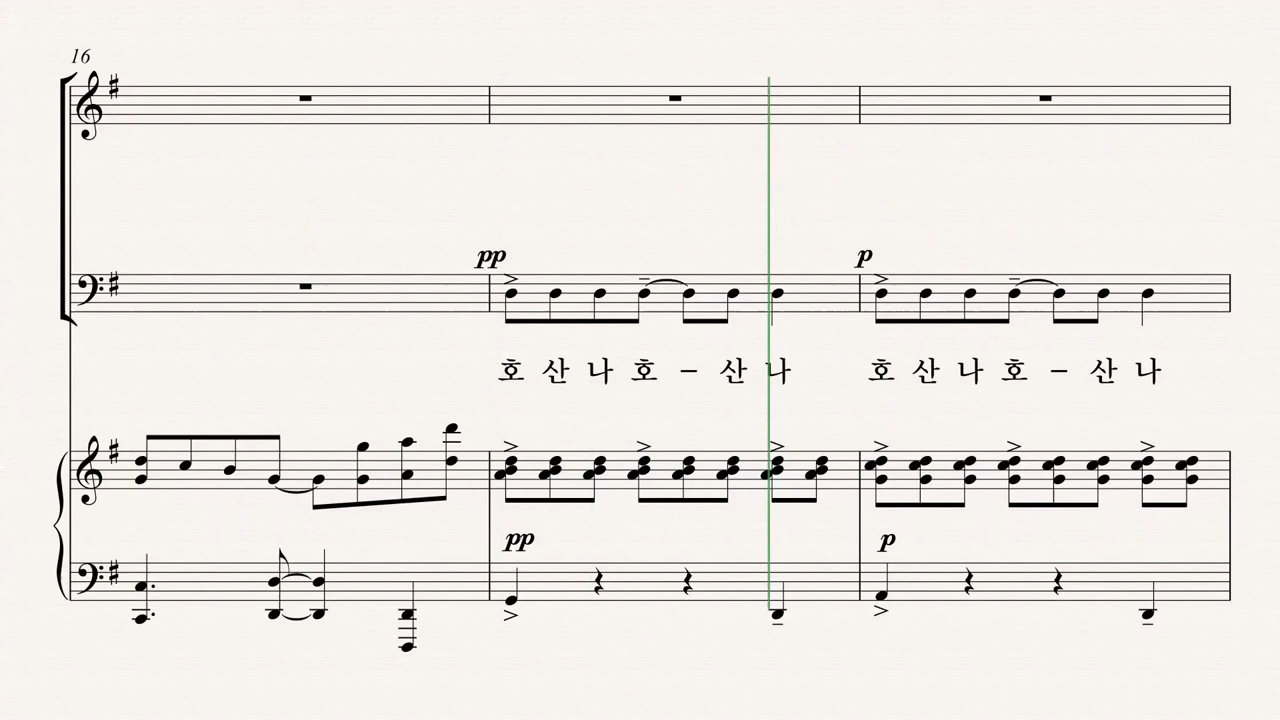 16
pp p
호 산 나 호 – 산 나 호 산 나 호 – 산 나
pp p